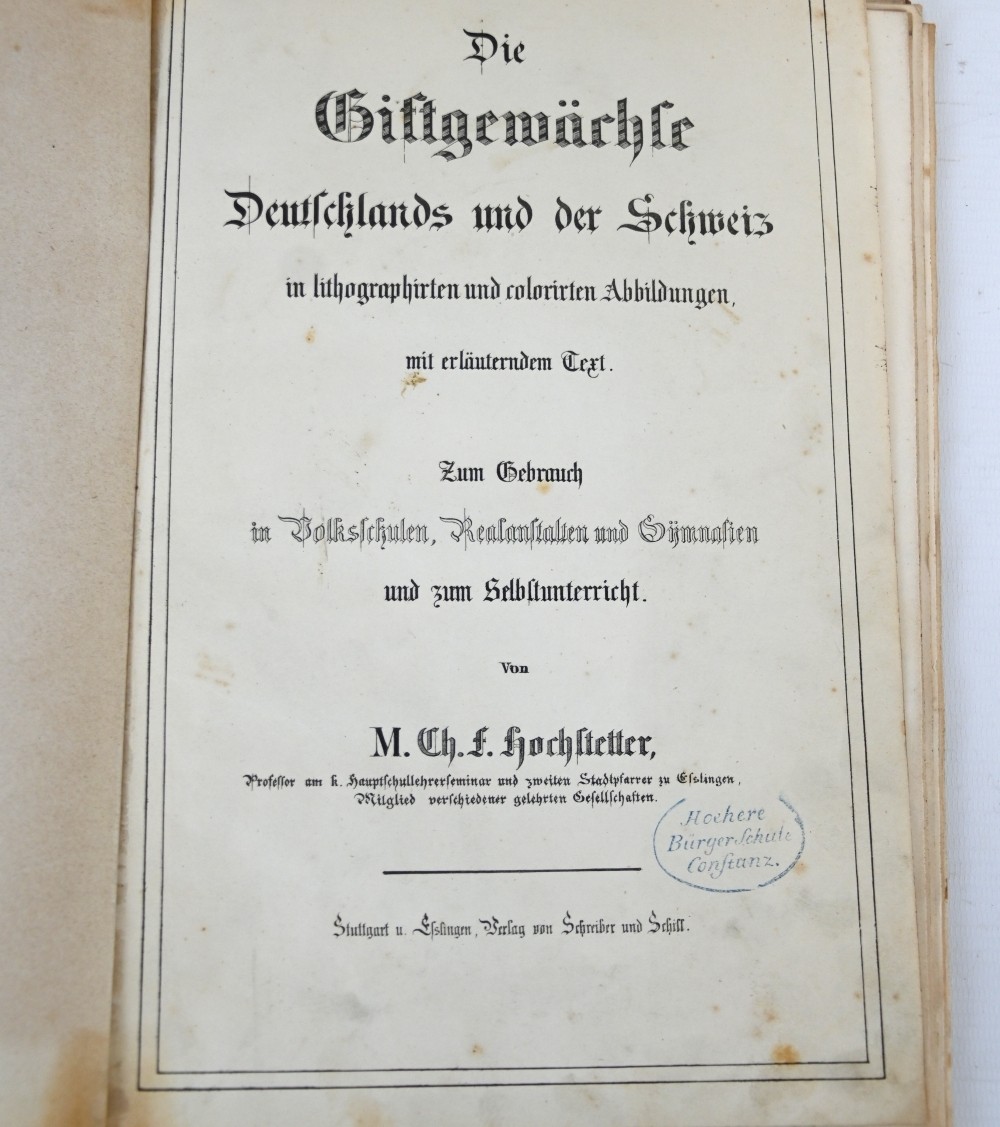 Die
Giftgewächse
Deutschlands und der Schweiz
in lithographirten und colorirten Abbildungen,
mit erläuterndem Text.
Zum Gebrauch
in Volksschulen, Realanstalten und Gÿmnasien
und zum Selbstunterricht.
Von
M. Ch. F. Hochstetter,
Professor am k. Hauptschullehrerseminar und zweiten Stadtpfarrer zu Esslingen,
Mitglied verschiedener gelehrten Gesellschaften.
Hoehere
Bürgerschule
Constanz.
Stuttgart u. Esslingen, Verlag von Schreiber und Schill.